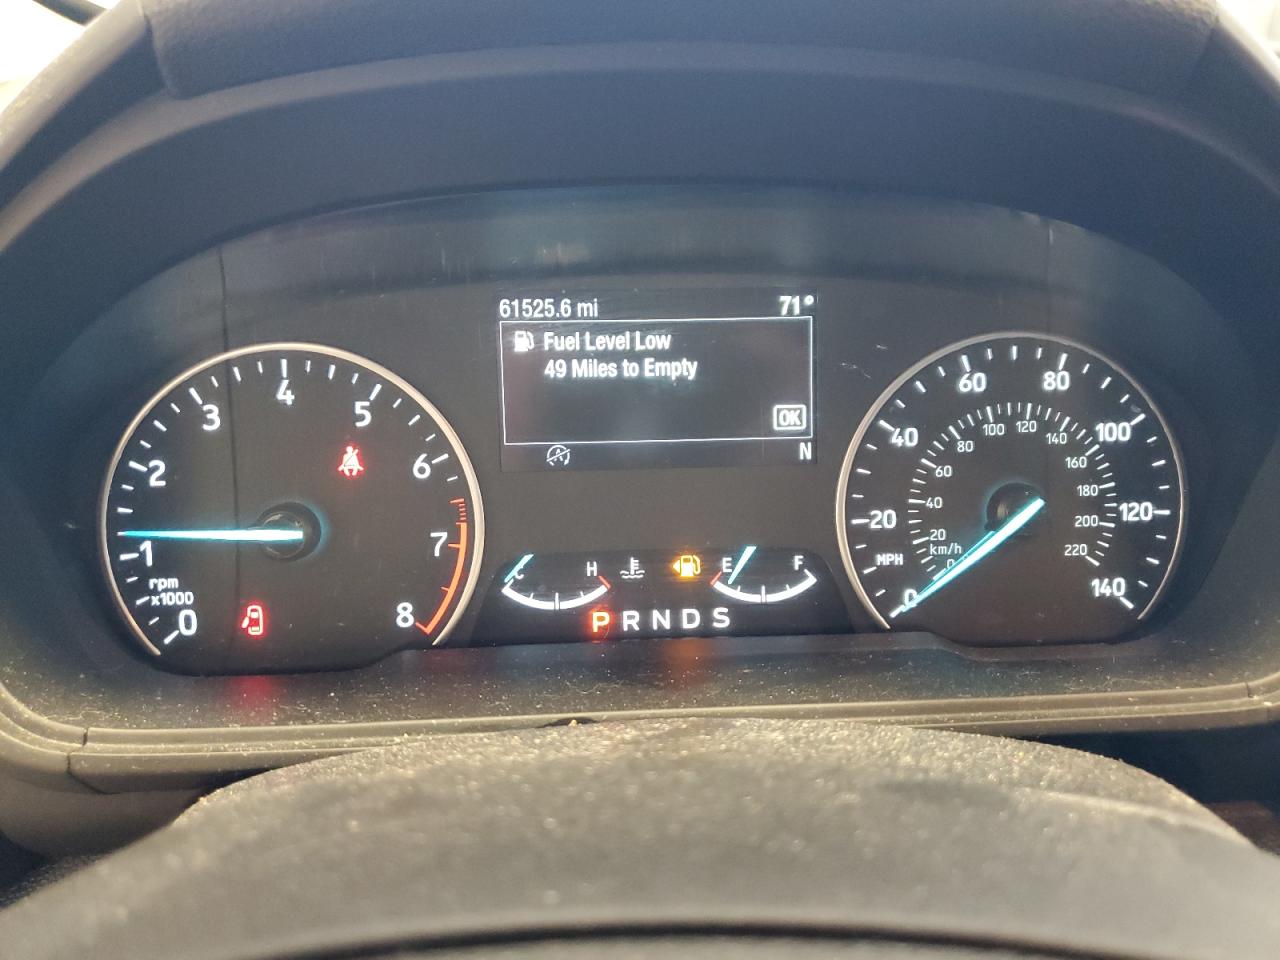 61525.6 mi 71°
Fuel Level Low
49 Miles to Empty
OK
A N
0 1 2 3 4 5 6 7 8
rpm
x1000
C H E F
P R N D S
0 20 40 60 80 100 120 140
MPH
0 20 40 60 80 100 120 140 160 180 200 220
km/h